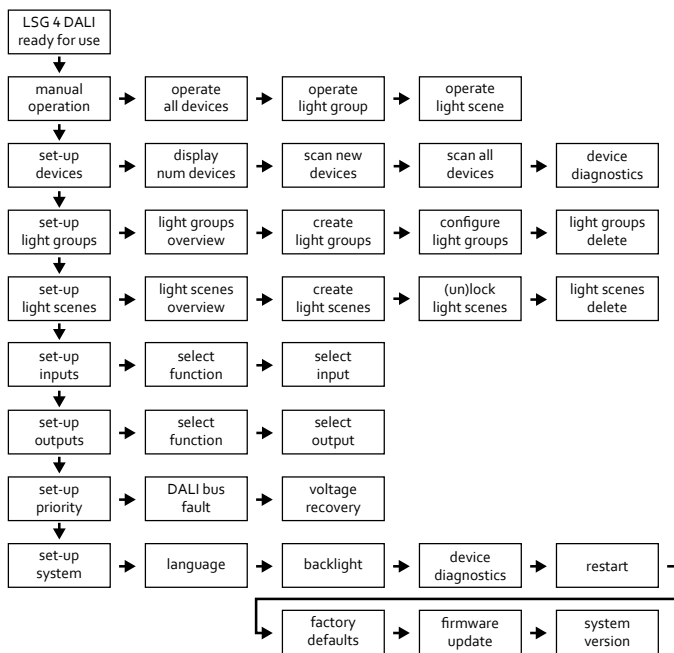 LSG 4 DALI
ready for use
manual
operation
operate
all devices
operate
light group
operate
light scene
set-up
devices
display
num devices
scan new
devices
scan all
devices
device
diagnostics
set-up
light groups
light groups
overview
create
light groups
configure
light groups
light groups
delete
set-up
light scenes
light scenes
overview
create
light scenes
(un)lock
light scenes
light scenes
delete
set-up
inputs
select
function
select
input
set-up
outputs
select
function
select
output
set-up
priority
DALI bus
fault
voltage
recovery
set-up
system
language
backlight
device
diagnostics
restart
factory
defaults
firmware
update
system
version